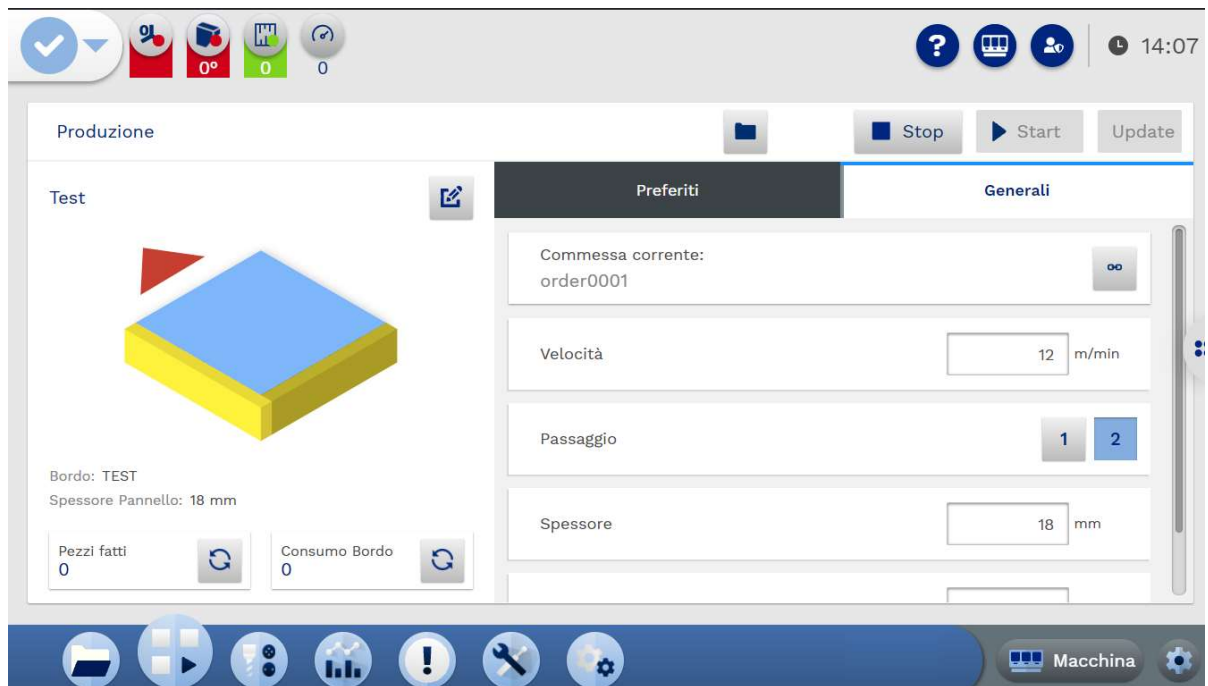 0°
0
0
14:07
Produzione
Stop
Start
Update
Test
Preferiti
Generali
Commessa corrente:
order0001
Velocità
12 m/min
Passaggio
1 2
Bordo: TEST
Spessore Pannello: 18 mm
Spessore
18 mm
Pezzi fatti
0
Consumo Bordo
0
Macchina